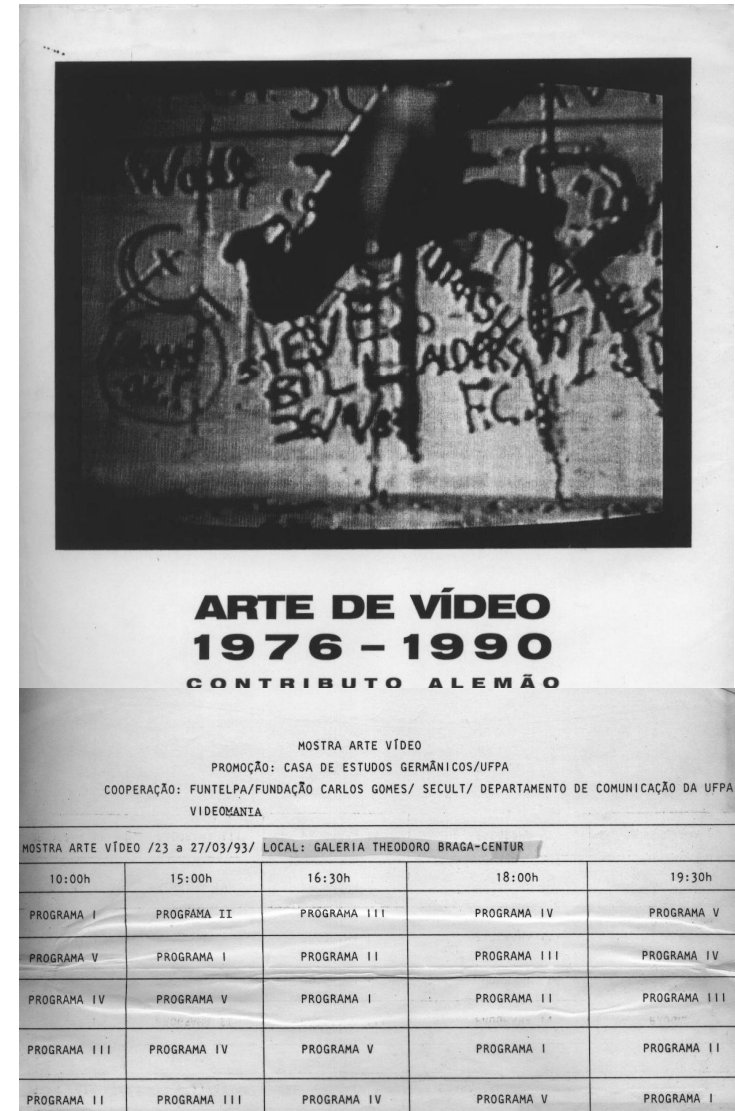 STEVE
BILL
ALDERS
F.C.
ARTE DE VÍDEO
1976 – 1990
CONTRIBUTO ALEMÃO
MOSTRA ARTE VÍDEO
PROMOÇÃO: CASA DE ESTUDOS GERMÂNICOS/UFPA
COOPERAÇÃO: FUNTELPA/FUNDAÇÃO CARLOS GOMES/ SECULT/ DEPARTAMENTO DE COMUNICAÇÃO DA UFPA
VIDEOMANIA
MOSTRA ARTE VÍDEO /23 a 27/03/93/ LOCAL: GALERIA THEODORO BRAGA-CENTUR
10:00h 15:00h 16:30h 18:00h 19:30h
PROGRAMA I PROGRAMA II PROGRAMA III PROGRAMA IV PROGRAMA V
PROGRAMA V PROGRAMA I PROGRAMA II PROGRAMA III PROGRAMA IV
PROGRAMA IV PROGRAMA V PROGRAMA I PROGRAMA II PROGRAMA III
PROGRAMA III PROGRAMA IV PROGRAMA V PROGRAMA I PROGRAMA II
PROGRAMA II PROGRAMA III PROGRAMA IV PROGRAMA V PROGRAMA I